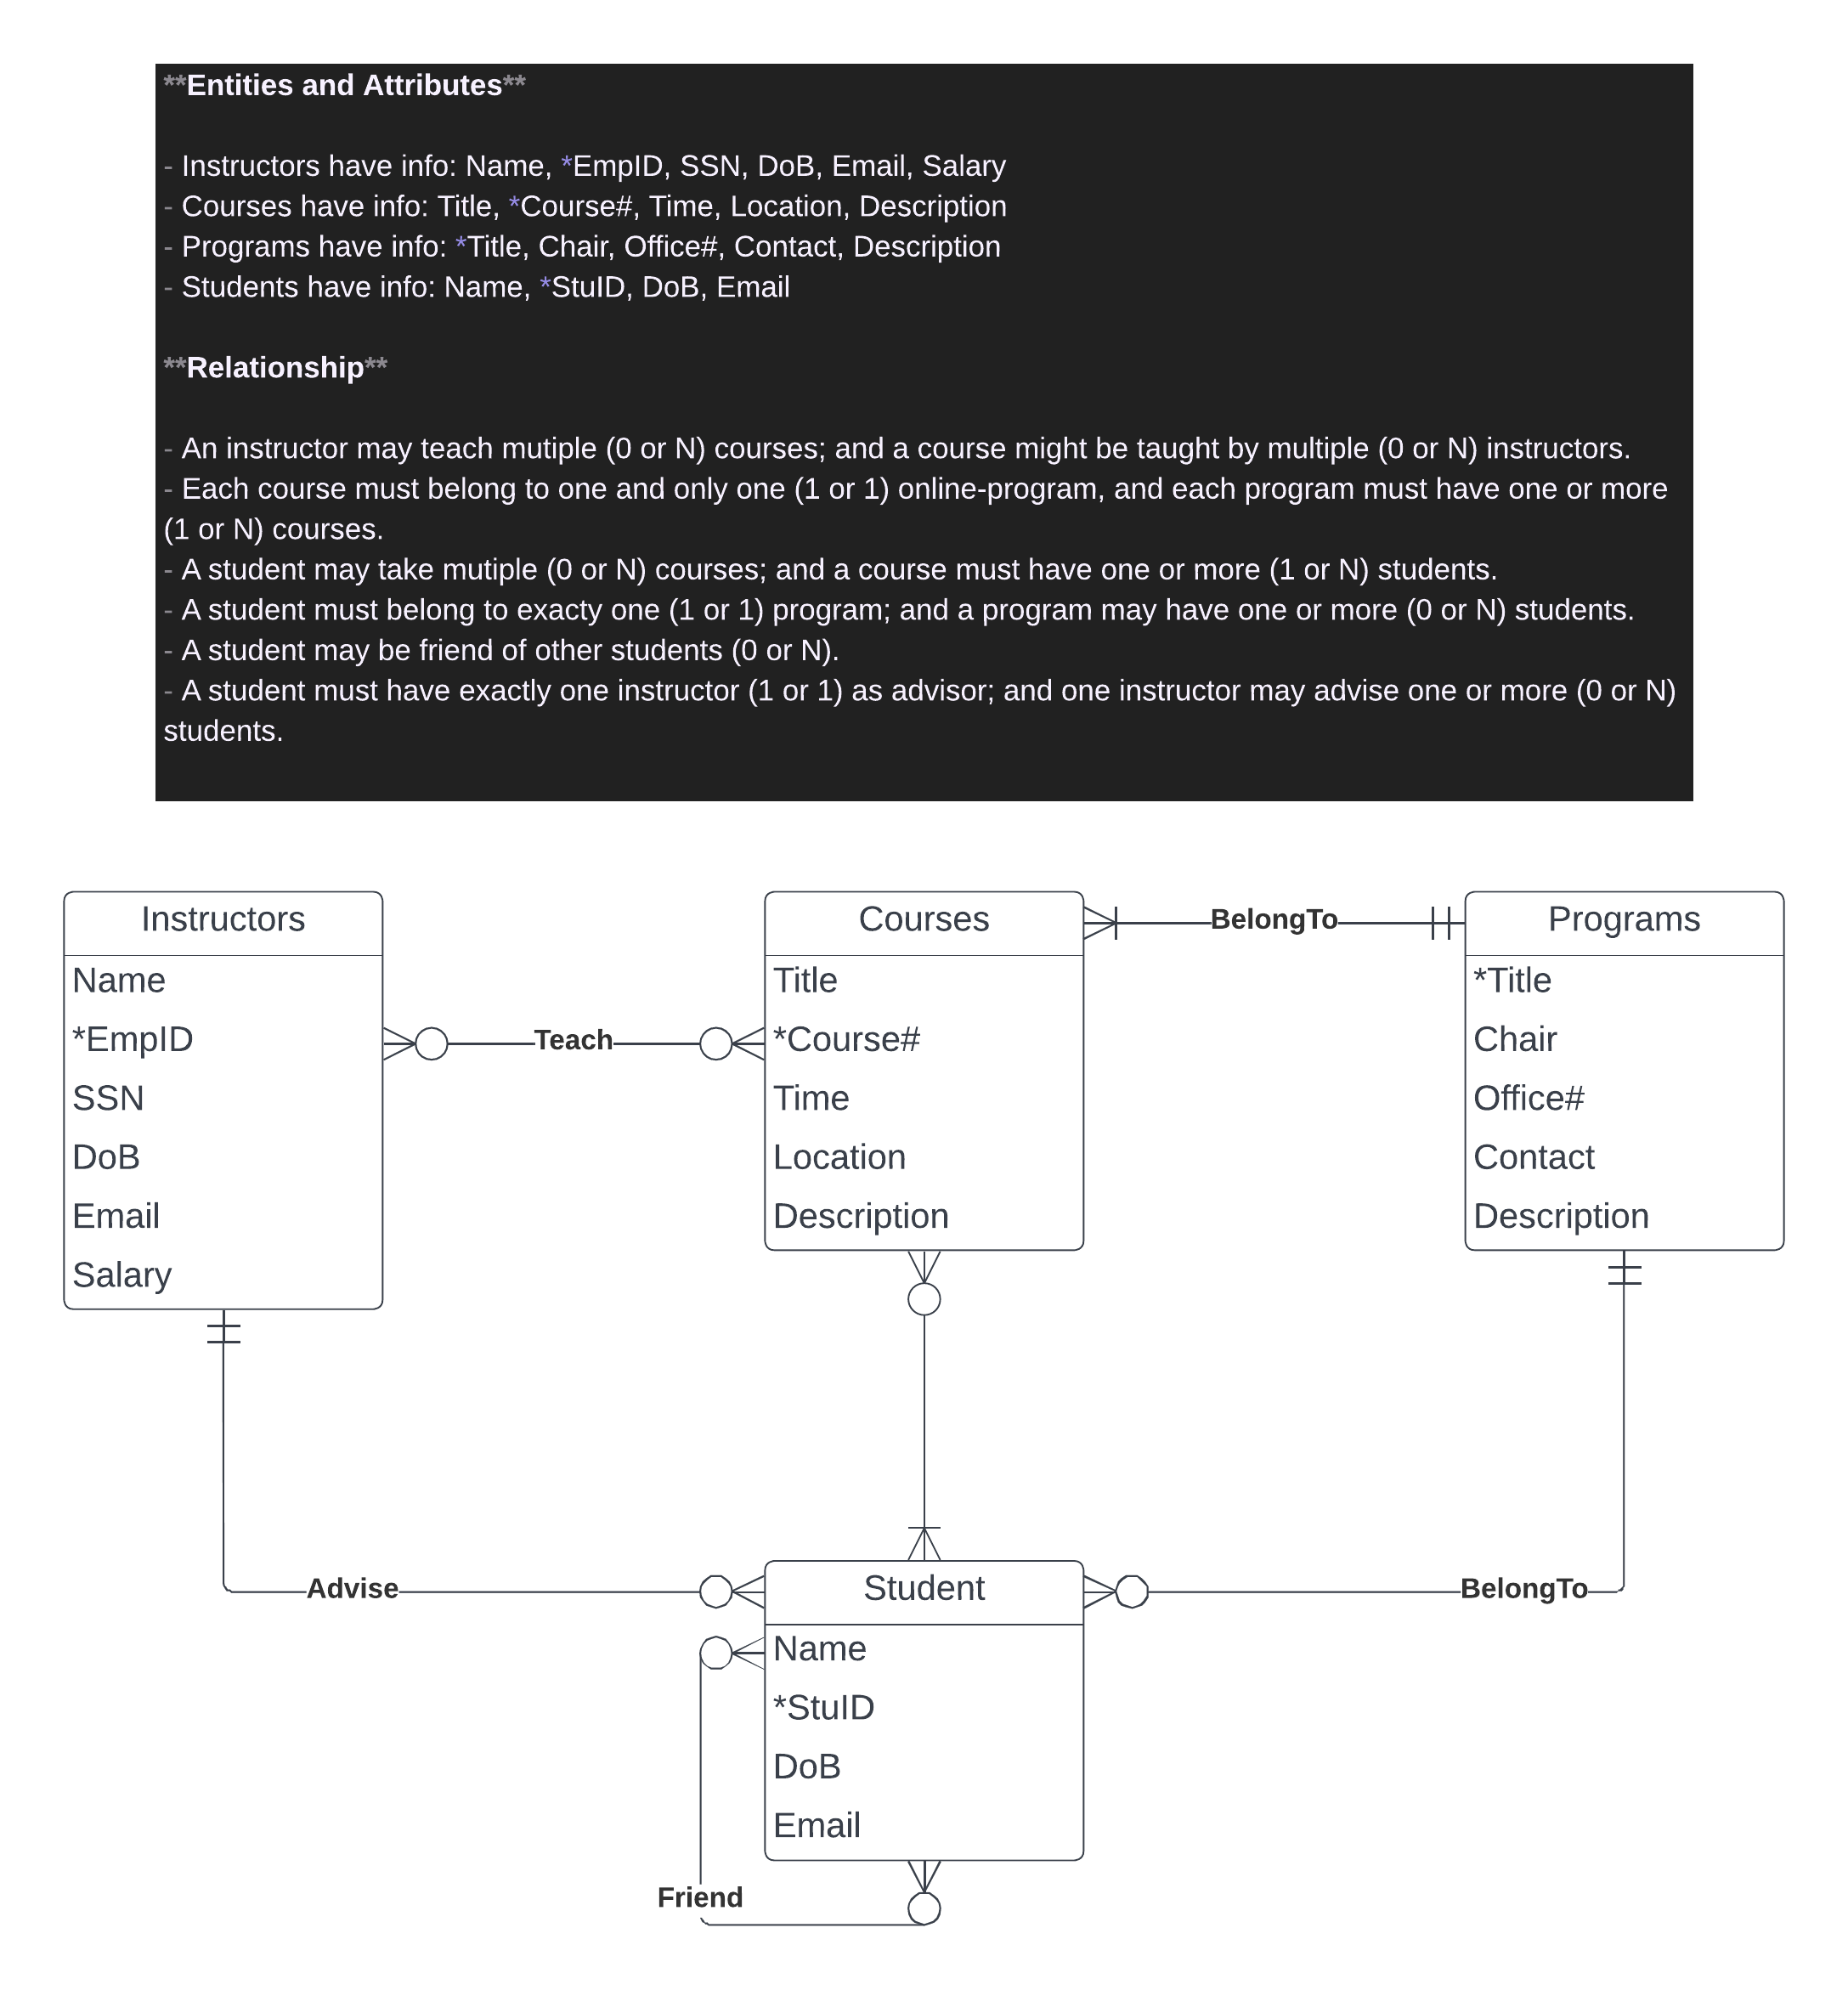 **Entities and Attributes**
- Instructors have info: Name, *EmpID, SSN, DoB, Email, Salary
- Courses have info: Title, *Course#, Time, Location, Description
- Programs have info: *Title, Chair, Office#, Contact, Description
- Students have info: Name, *StuID, DoB, Email
**Relationship**
- An instructor may teach mutiple (0 or N) courses; and a course might be taught by multiple (0 or N) instructors.
- Each course must belong to one and only one (1 or 1) online-program, and each program must have one or more
(1 or N) courses.
- A student may take mutiple (0 or N) courses; and a course must have one or more (1 or N) students.
- A student must belong to exacty one (1 or 1) program; and a program may have one or more (0 or N) students.
- A student may be friend of other students (0 or N).
- A student must have exactly one instructor (1 or 1) as advisor; and one instructor may advise one or more (0 or N)
students.
Instructors
Name
*EmpID
SSN
DoB
Email
Salary
Teach
Courses
Title
*Course#
Time
Location
Description
BelongTo
Programs
*Title
Chair
Office#
Contact
Description
Advise
Student
Name
*StuID
DoB
Email
BelongTo
Friend